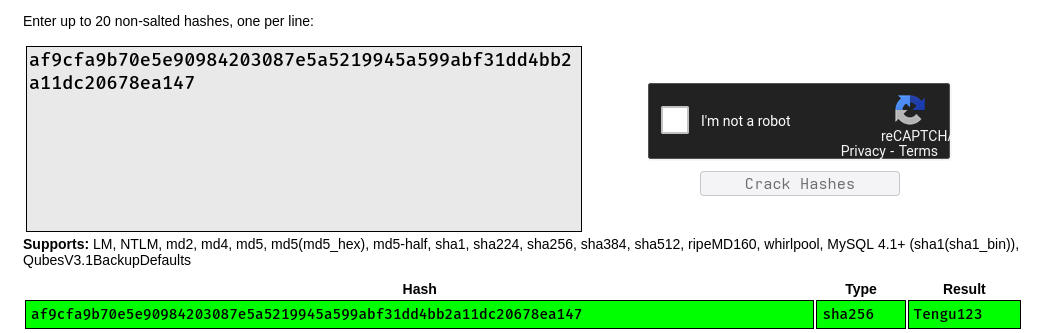 Enter up to 20 non-salted hashes, one per line:
af9cfa9b70e5e90984203087e5a5219945a599abf31dd4bb2
a11dc20678ea147
I'm not a robot
reCAPTCHA
Privacy - Terms
Crack Hashes
Supports: LM, NTLM, md2, md4, md5, md5(md5_hex), md5-half, sha1, sha224, sha256, sha384, sha512, ripeMD160, whirlpool, MySQL 4.1+ (sha1(sha1_bin)),
QubesV3.1BackupDefaults
Hash Type Result
af9cfa9b70e5e90984203087e5a5219945a599abf31dd4bb2a11dc20678ea147 sha256 Tengu123